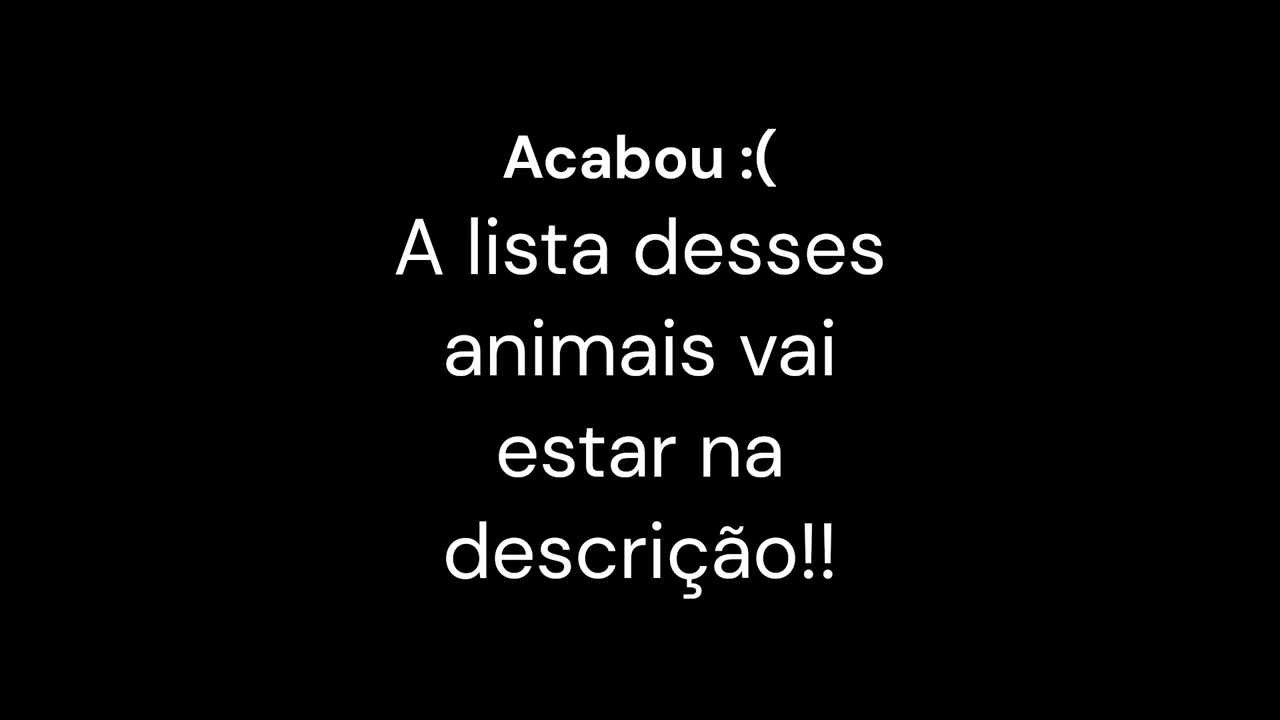 Acabou :(
A lista desses
animais vai
estar na
descrição!!